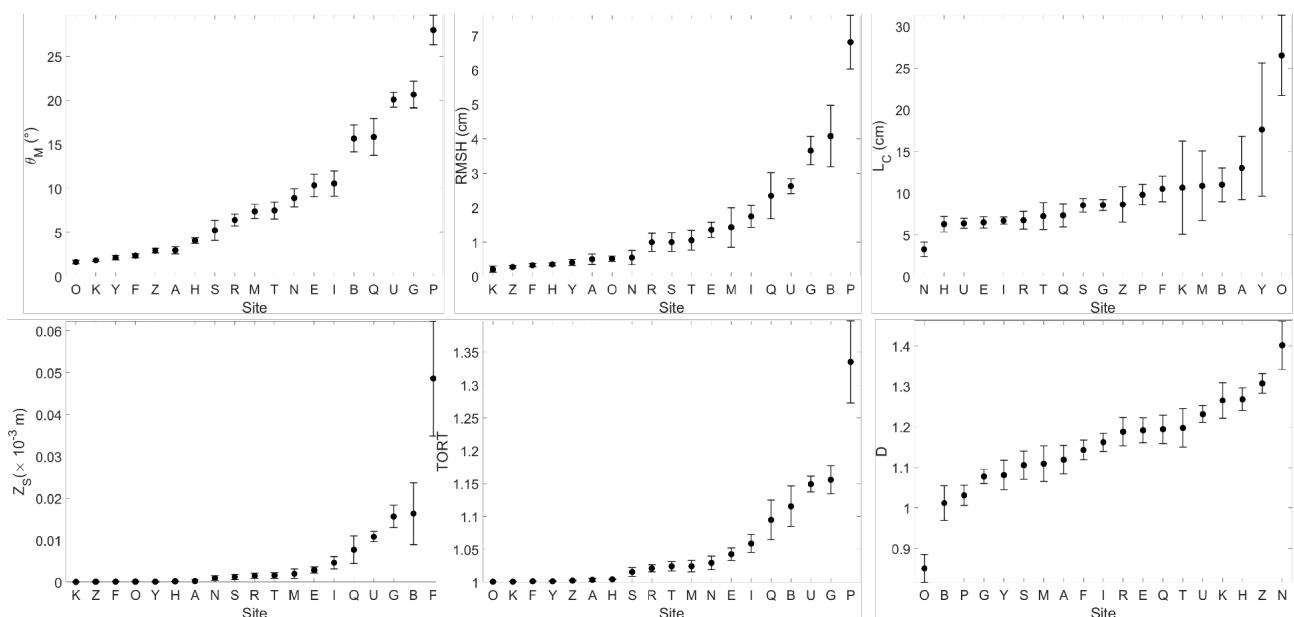 25
20
15
10
5
0
θM (°)
O K Y F Z A H S R M T N E I B Q U G P
Site
7
6
5
4
3
2
1
0
RMSH (cm)
K Z F H Y A O N R S T E M I Q U G B P
Site
30
25
20
15
10
5
0
LC (cm)
N H U E I R T Q S G Z P F K M B A Y O
Site
0.06
0.05
0.04
0.03
0.02
0.01
0
ZS(× 10-3 m)
K Z F O Y H A N S R T M E I Q U G B F
Site
1.35
1.3
1.25
1.2
1.15
1.1
1.05
1
TORT
O K F Y Z A H S R T M N E I Q B U G P
Site
1.4
1.3
1.2
1.1
1
0.9
D
O B P G Y S M A F I R E Q T U K H Z N
Site